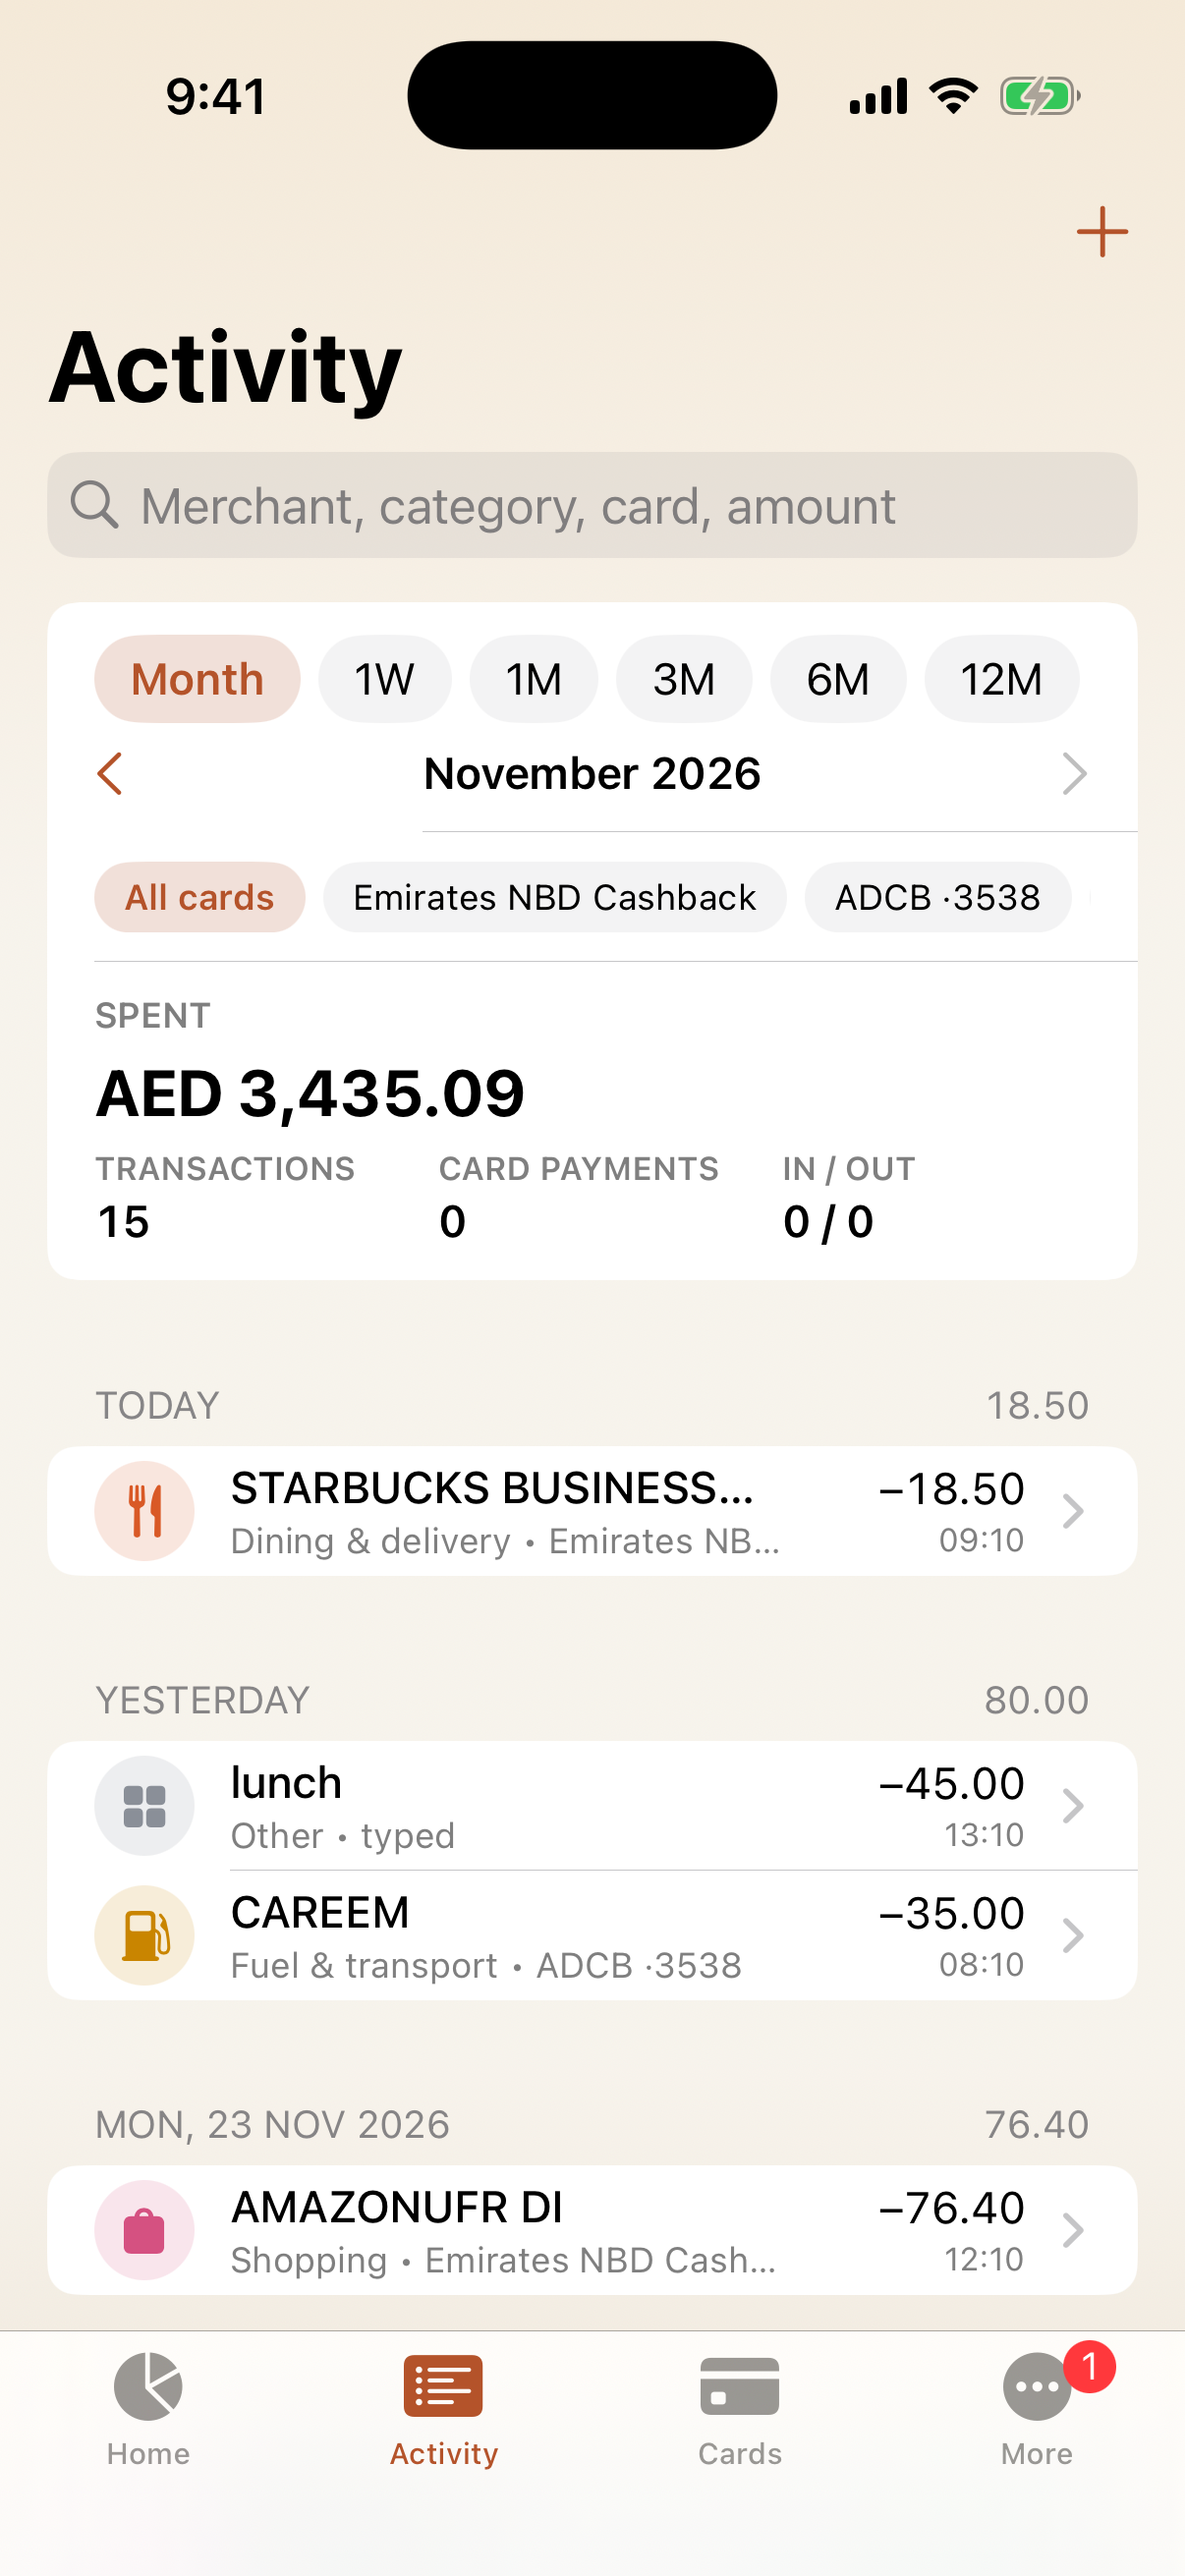 9:41
Activity
Merchant, category, card, amount
Month 1W 1M 3M 6M 12M
November 2026
All cards Emirates NBD Cashback ADCB ·3538
SPENT
AED 3,435.09
TRANSACTIONS CARD PAYMENTS IN / OUT
15 0 0 / 0
TODAY 18.50
STARBUCKS BUSINESS... –18.50
Dining & delivery • Emirates NB... 09:10
YESTERDAY 80.00
lunch –45.00
Other • typed 13:10
CAREEM –35.00
Fuel & transport • ADCB ·3538 08:10
MON, 23 NOV 2026 76.40
AMAZONUFR DI –76.40
Shopping • Emirates NBD Cash... 12:10
1
Home Activity Cards More